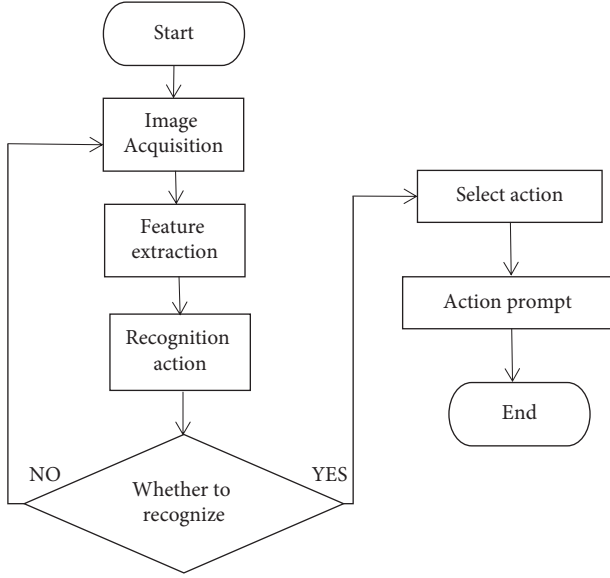 Start
Image
Acquisition
Feature
extraction
Recognition
action
NO
Whether to
recognize
YES
Select action
Action prompt
End